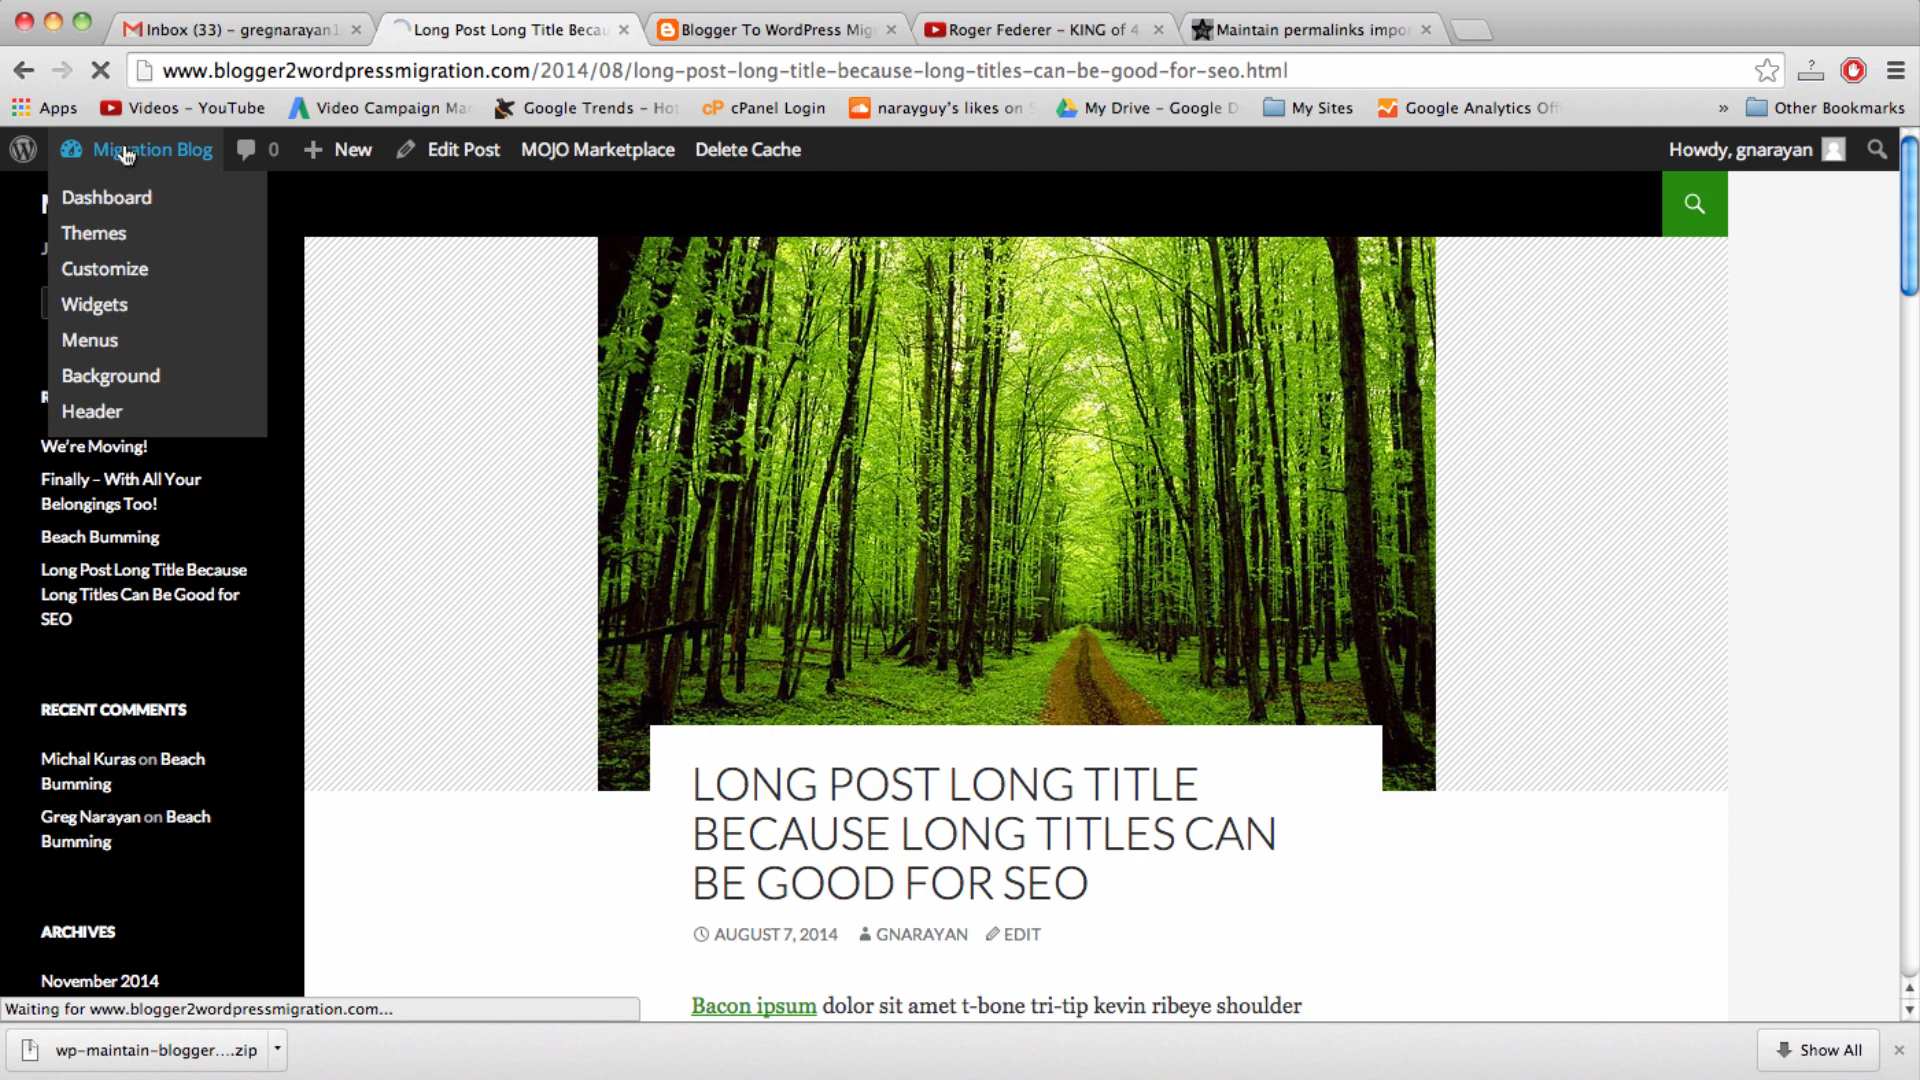 Inbox (33) – gregnarayan
Long Post Long Title Becau
Blogger To WordPress Mig
Roger Federer – KING of 4
Maintain permalinks impo
www.blogger2wordpressmigration.com/2014/08/long-post-long-title-because-long-titles-can-be-good-for-seo.html
Apps
Videos – YouTube
Video Campaign Ma
Google Trends – Ho
cPanel Login
narayguy's likes on
My Drive – Google D
My Sites
Google Analytics Off
» Other Bookmarks
Migration Blog
0
+ New
Edit Post
MOJO Marketplace
Delete Cache
Howdy, gnarayan
Dashboard
Themes
Customize
Widgets
Menus
Background
Header
We're Moving!
Finally – With All Your
Belongings Too!
Beach Bumming
Long Post Long Title Because
Long Titles Can Be Good for
SEO
RECENT COMMENTS
Michal Kuras on Beach
Bumming
Greg Narayan on Beach
Bumming
ARCHIVES
November 2014
LONG POST LONG TITLE
BECAUSE LONG TITLES CAN
BE GOOD FOR SEO
AUGUST 7, 2014 GNARAYAN EDIT
Bacon ipsum dolor sit amet t-bone tri-tip kevin ribeye shoulder
Waiting for www.blogger2wordpressmigration.com...
wp-maintain-blogger....zip
Show All